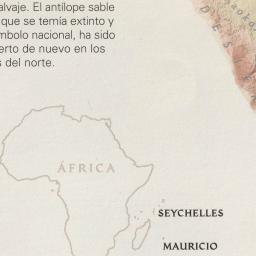 alvaje. El antílope sable
que se temía extinto y
mbolo nacional, ha sido
erto de nuevo en los
s del norte.
ÁFRICA
SEYCHELLES
MAURICIO